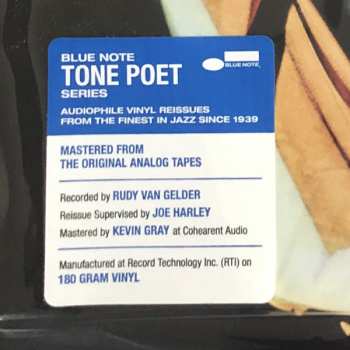 BLUE NOTE
TONE POET
SERIES
BLUE NOTE
AUDIOPHILE VINYL REISSUES
FROM THE FINEST IN JAZZ SINCE 1939
MASTERED FROM
THE ORIGINAL ANALOG TAPES
Recorded by RUDY VAN GELDER
Reissue Supervised by JOE HARLEY
Mastered by KEVIN GRAY at Cohearent Audio
Manufactured at Record Technology Inc. (RTI) on
180 GRAM VINYL